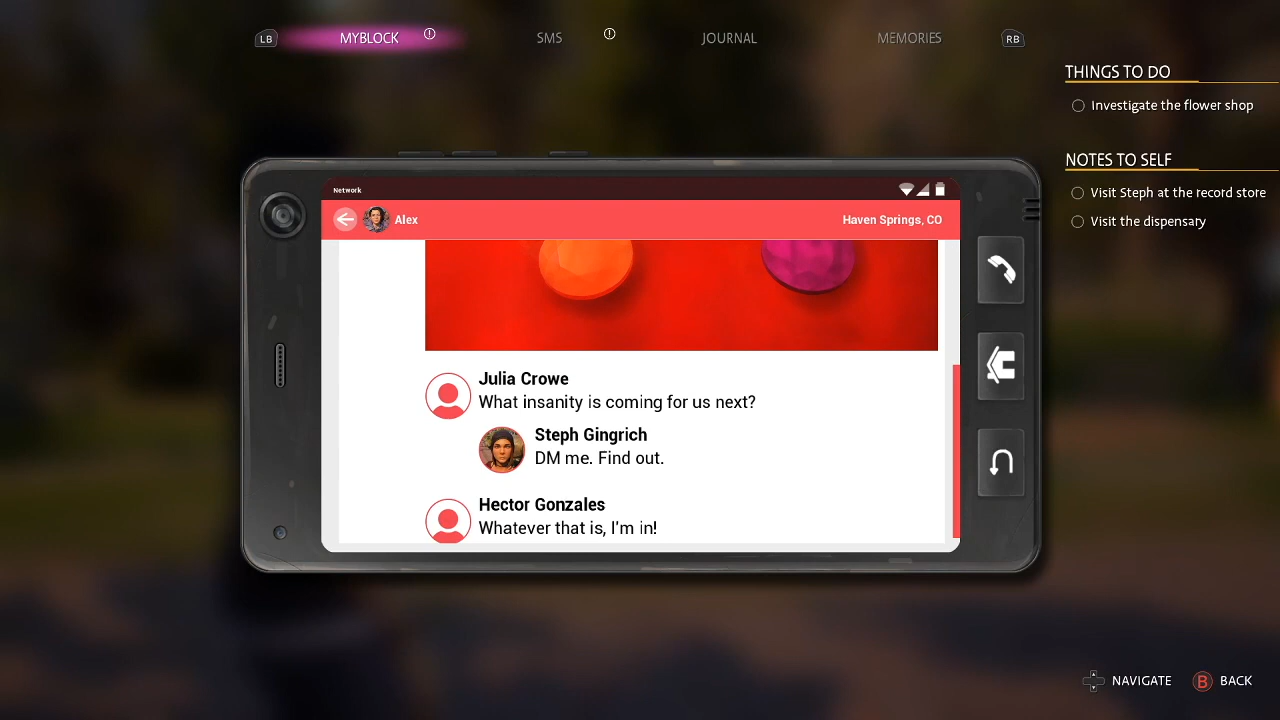 LB
MYBLOCK
SMS
JOURNAL
MEMORIES
RB
THINGS TO DO
Investigate the flower shop
NOTES TO SELF
Visit Steph at the record store
Visit the dispensary
Network
Alex
Haven Springs, CO
Julia Crowe
What insanity is coming for us next?
Steph Gingrich
DM me. Find out.
Hector Gonzales
Whatever that is, I'm in!
NAVIGATE
B BACK